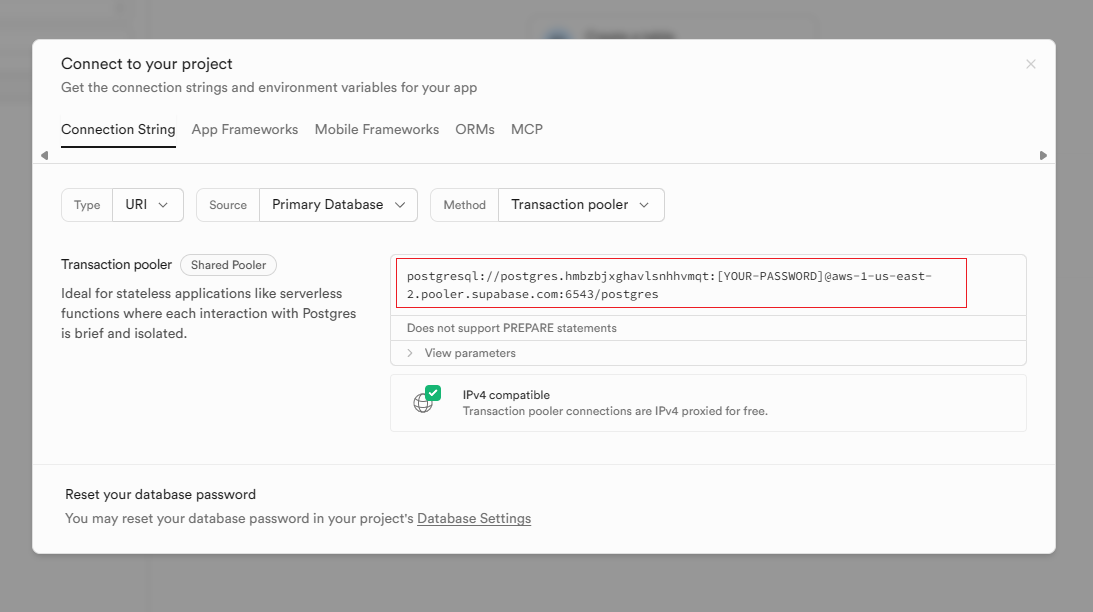 Connect to your project
Get the connection strings and environment variables for your app
Connection String App Frameworks Mobile Frameworks ORMs MCP
Type URI Source Primary Database Method Transaction pooler
Transaction pooler Shared Pooler
Ideal for stateless applications like serverless
functions where each interaction with Postgres
is brief and isolated.
postgresql://postgres.hmbzbjxghavlsnhhvmqt:[YOUR-PASSWORD]@aws-1-us-east-
2.pooler.supabase.com:6543/postgres
Does not support PREPARE statements
View parameters
IPv4 compatible
Transaction pooler connections are IPv4 proxied for free.
Reset your database password
You may reset your database password in your project's Database Settings